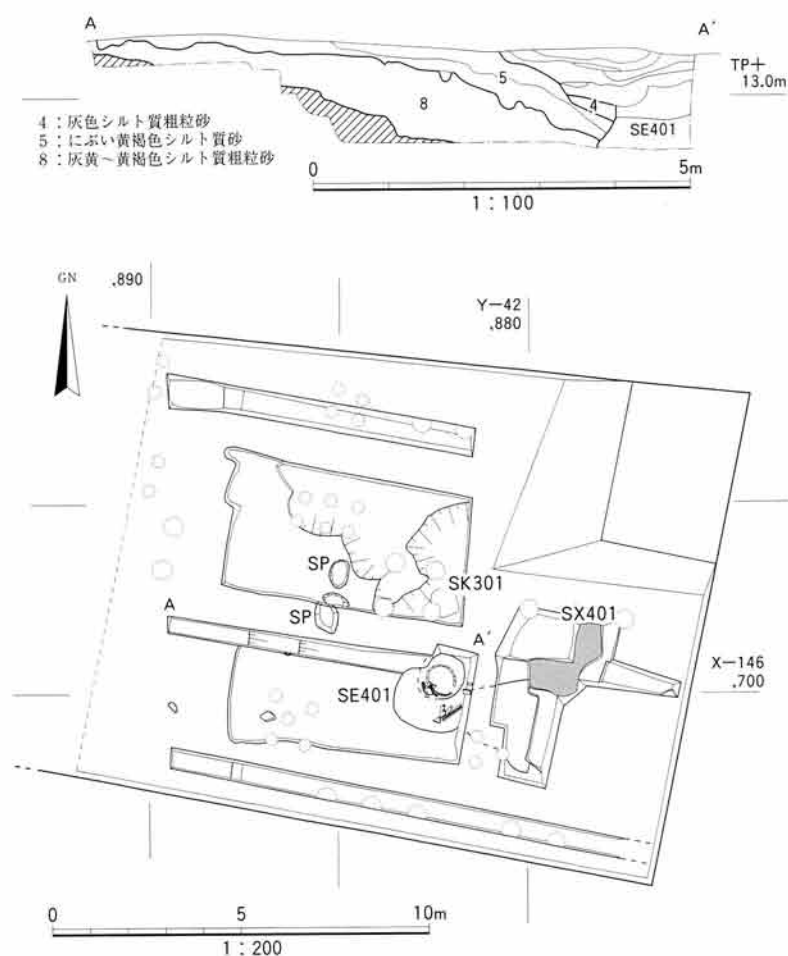 A A′
TP＋
13.0m
5
8
4
SE401
4：灰色シルト質粗粒砂
5：にぶい黄褐色シルト質砂
8：灰黄～黄褐色シルト質粗粒砂
0 5m
1：100
GN
,890
Y－42
,880
SP
SK301
SP
SX401
A
A′
SE401
X－146
,700
0 5 10m
1：200